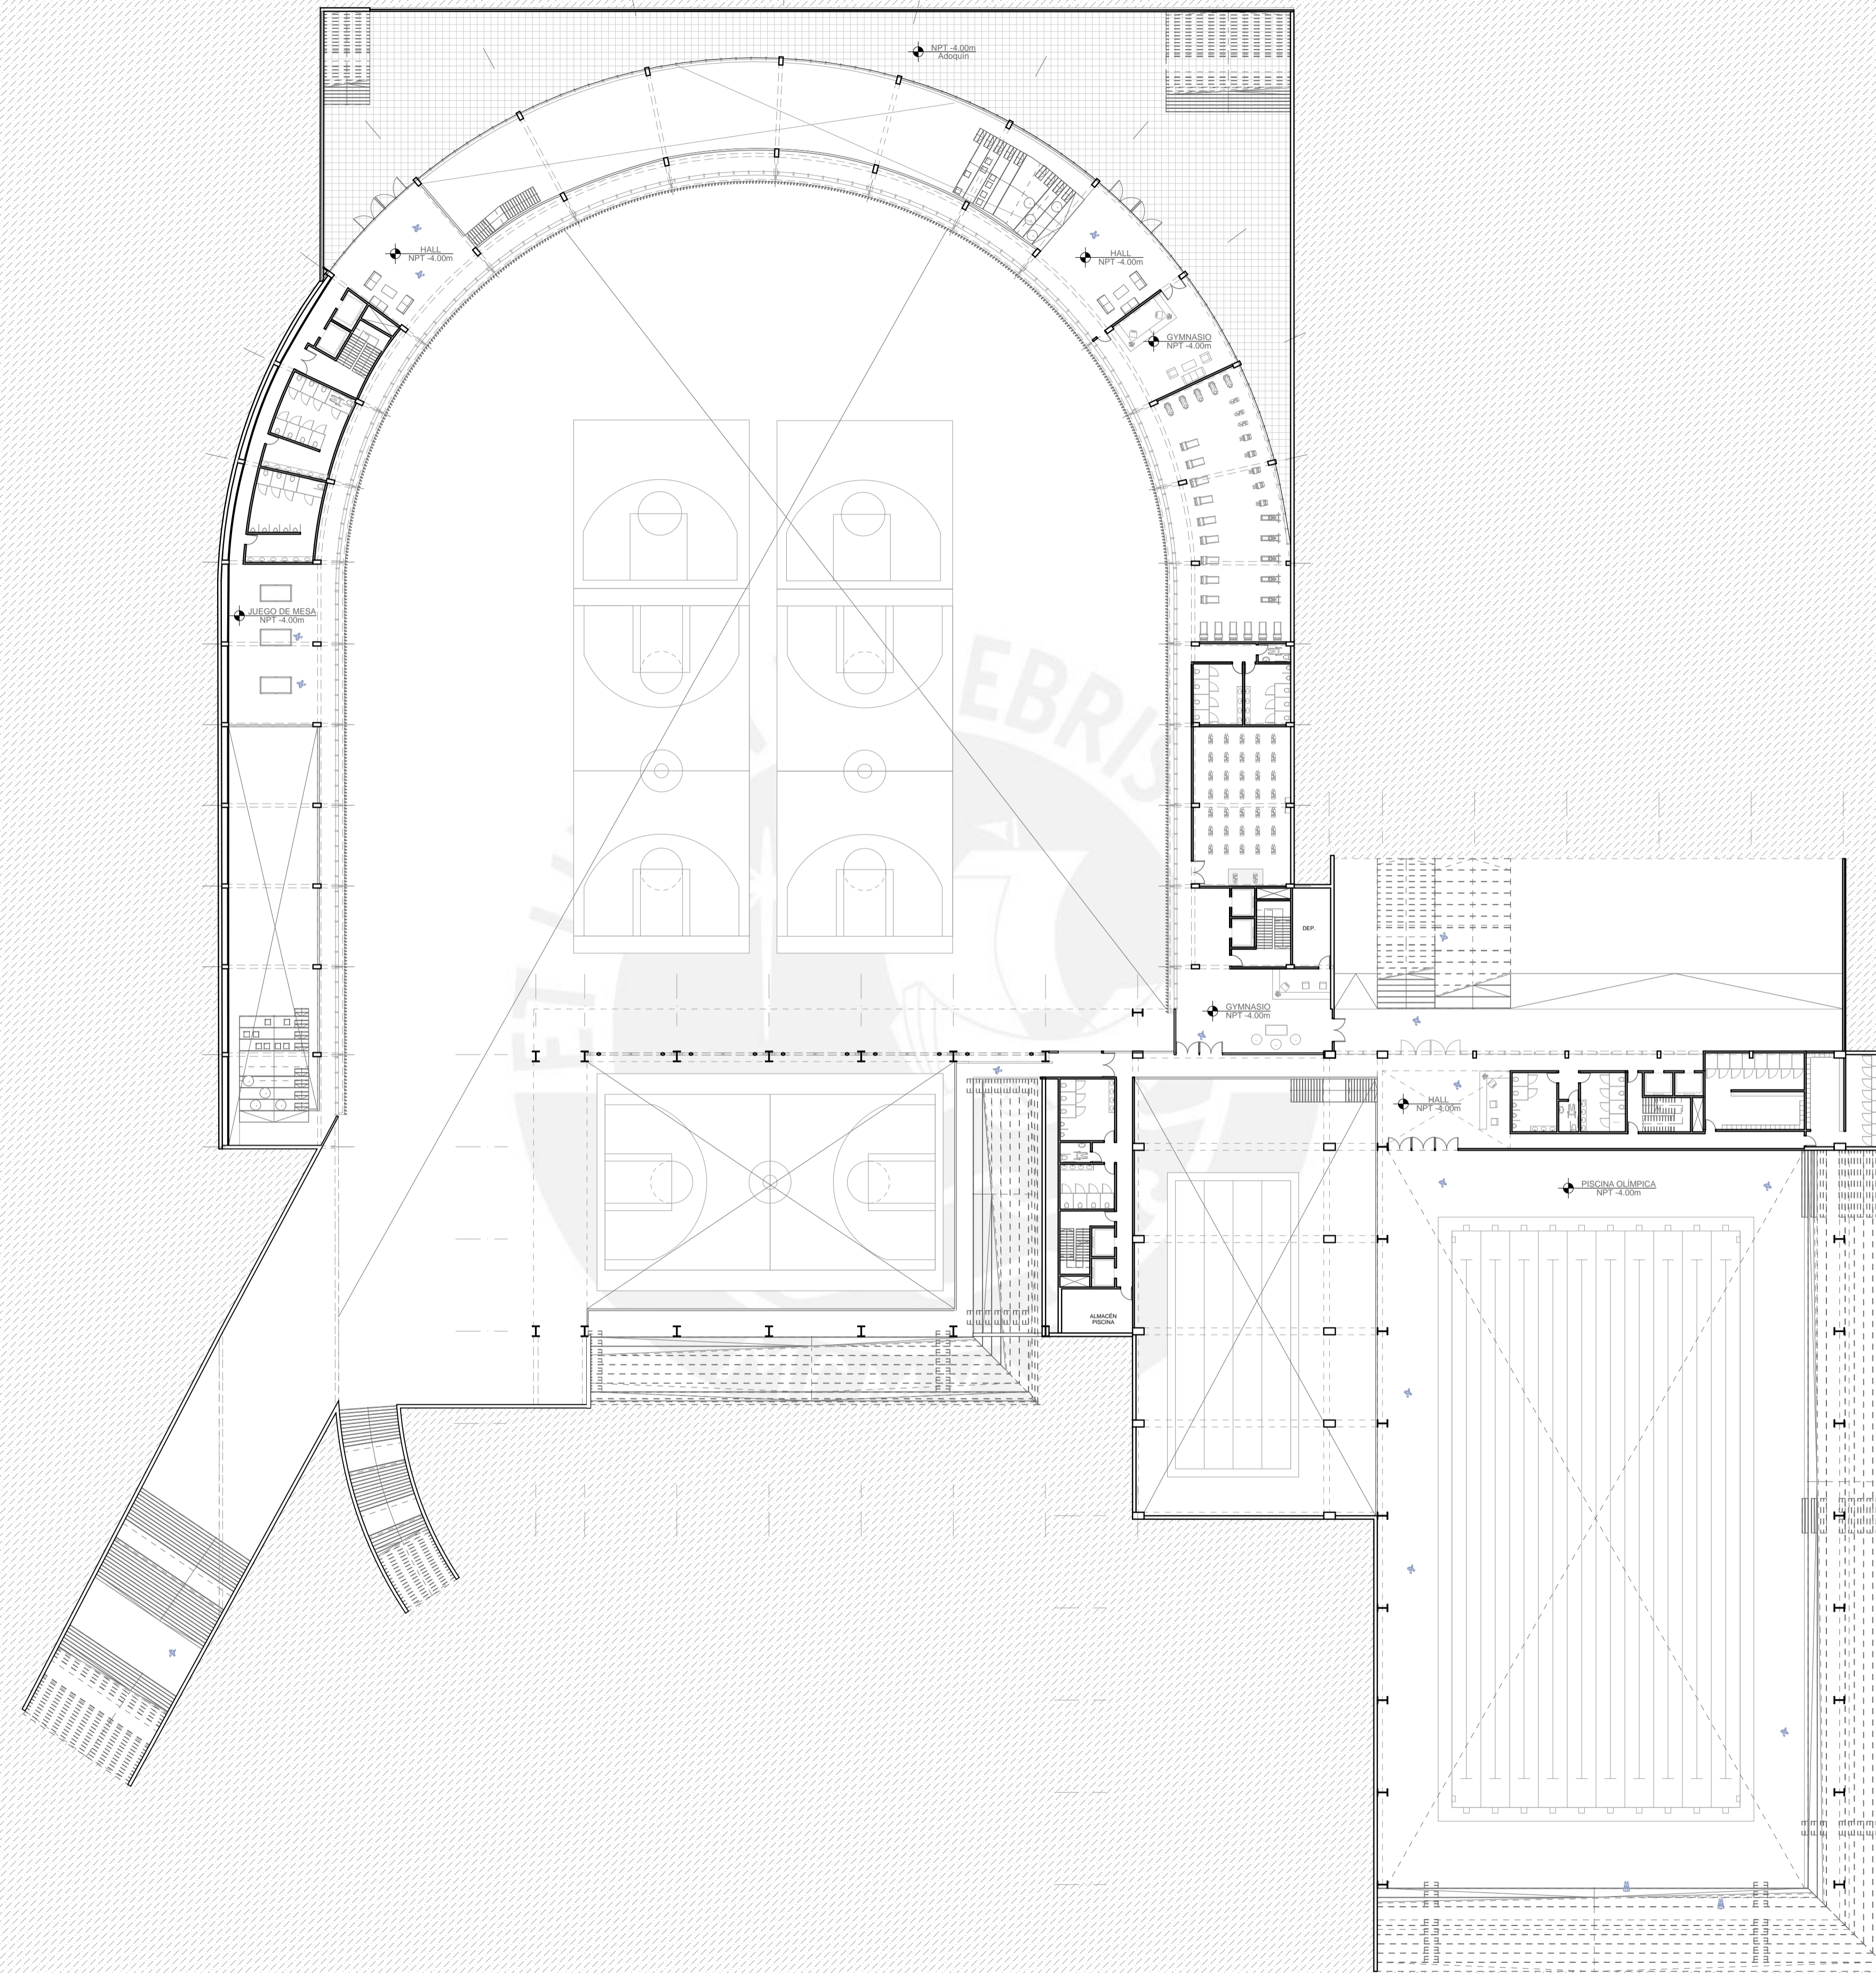 NPT -4.00m
Adoquín
HALL
NPT -4.00m
HALL
NPT -4.00m
GYMNASIO
NPT -4.00m
JUEGO DE MESA
NPT -4.00m
DEP.
GYMNASIO
NPT -4.00m
HALL
NPT -4.00m
PISCINA OLÍMPICA
NPT -4.00m
ALMACÉN
PISCINA
EBRIS
ET